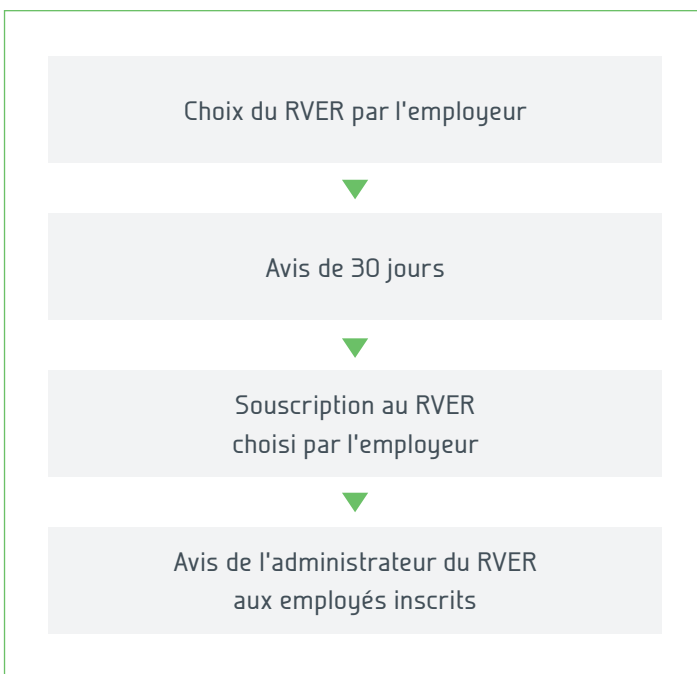 Choix du RVER par l'employeur
Avis de 30 jours
Souscription au RVER
choisi par l'employeur
Avis de l'administrateur du RVER
aux employés inscrits